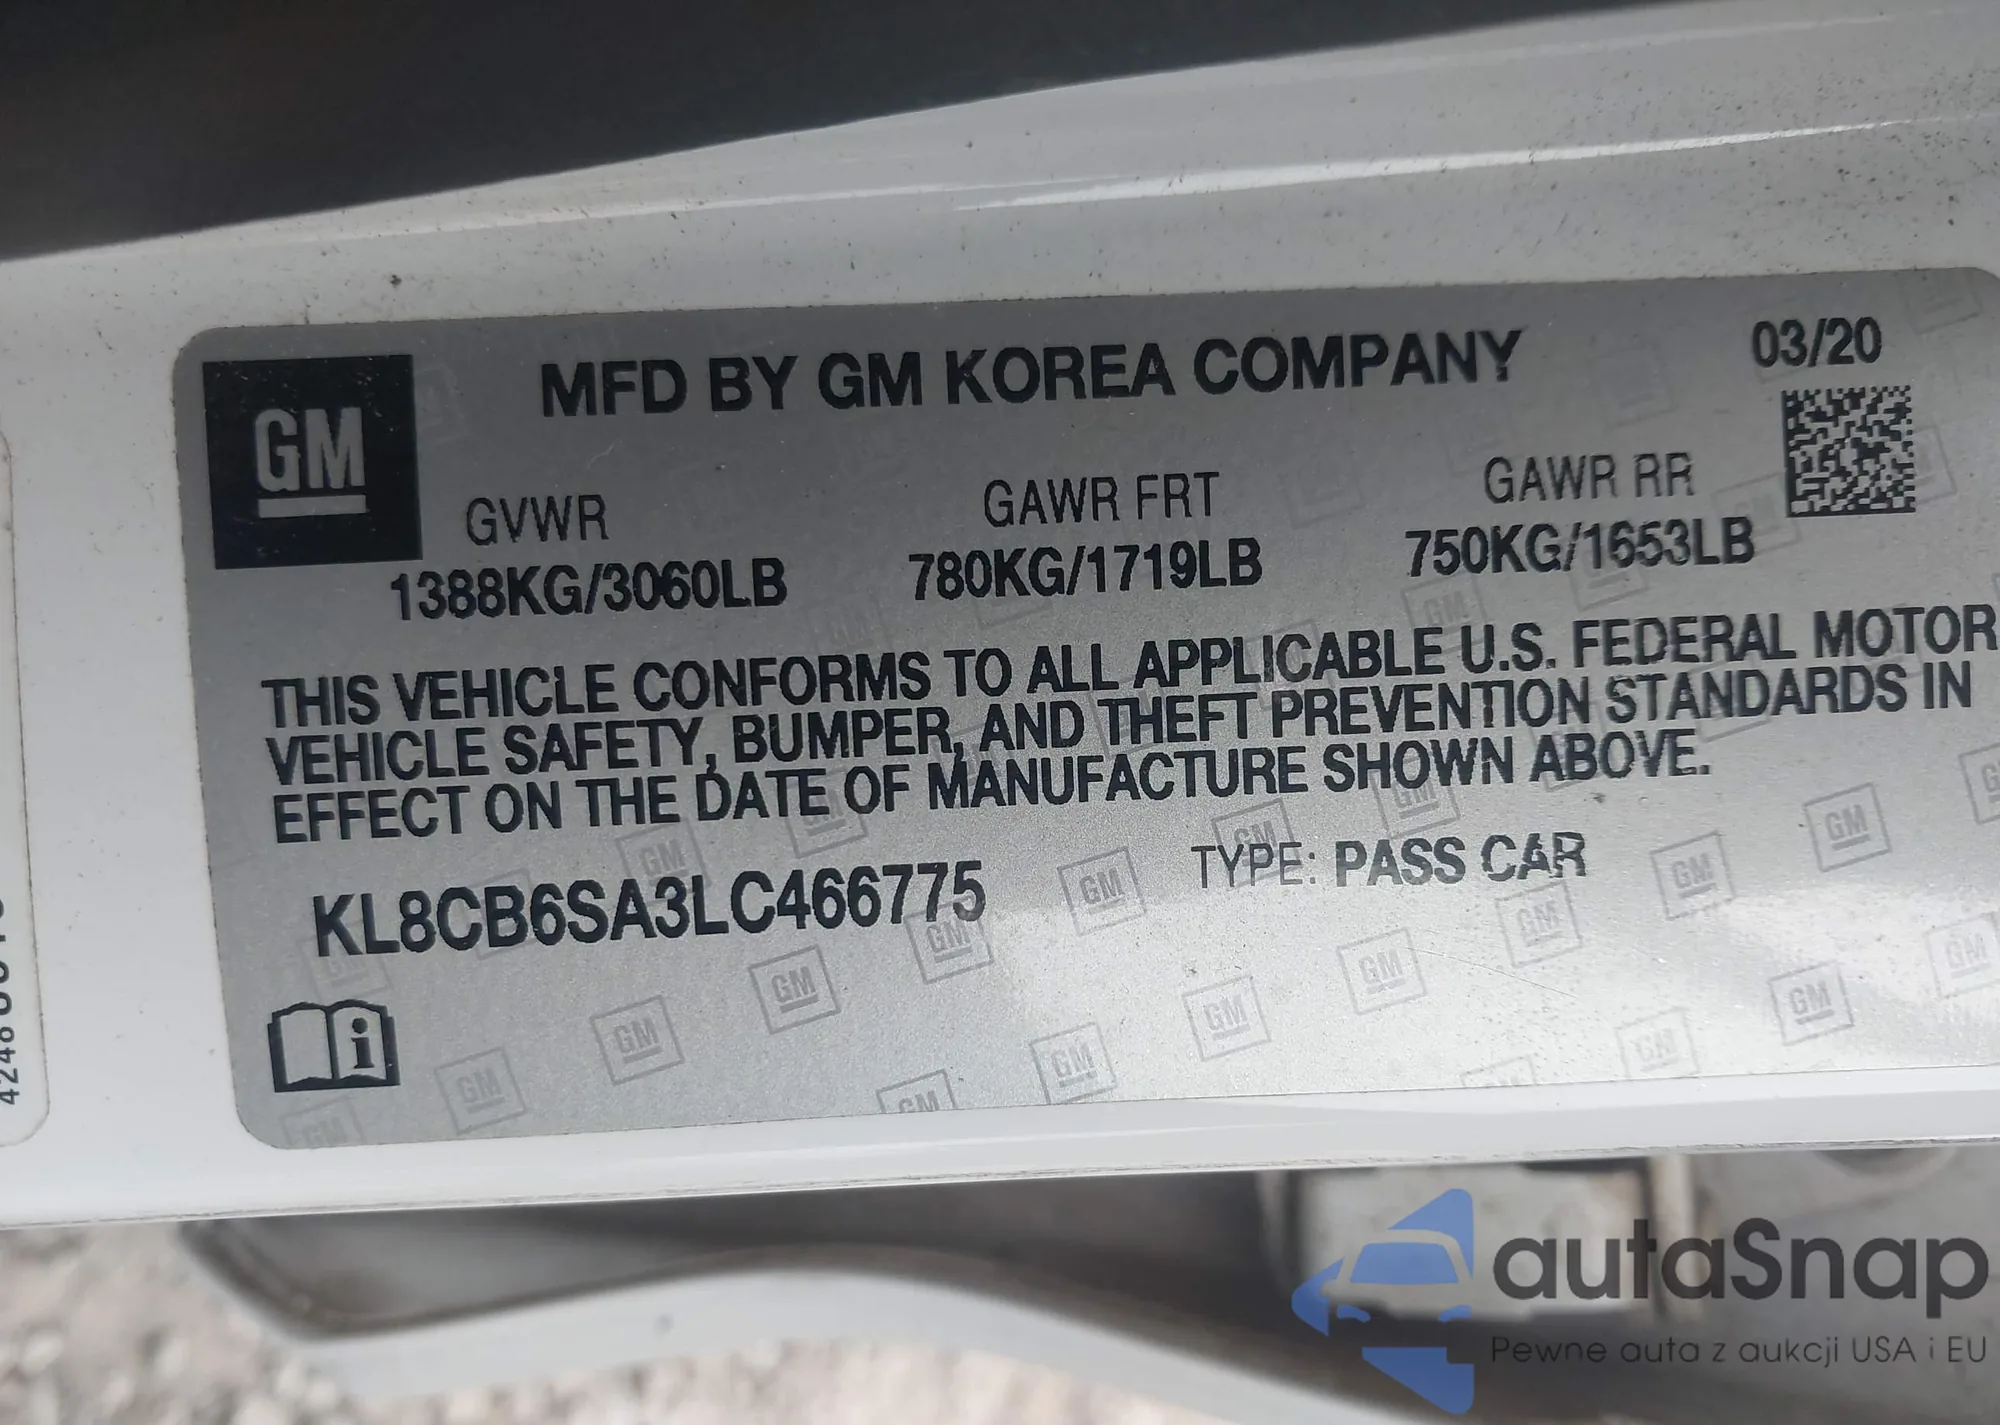 MFD BY GM KOREA COMPANY
03/20
GM
GVWR
GAWR FRT
GAWR RR
1388KG/3060LB
780KG/1719LB
750KG/1653LB
THIS VEHICLE CONFORMS TO ALL APPLICABLE U.S. FEDERAL MOTOR
VEHICLE SAFETY, BUMPER, AND THEFT PREVENTION STANDARDS IN
EFFECT ON THE DATE OF MANUFACTURE SHOWN ABOVE.
KL8CB6SA3LC466775
TYPE: PASS CAR
autaSnap
Pewne auta z aukcji USA i EU